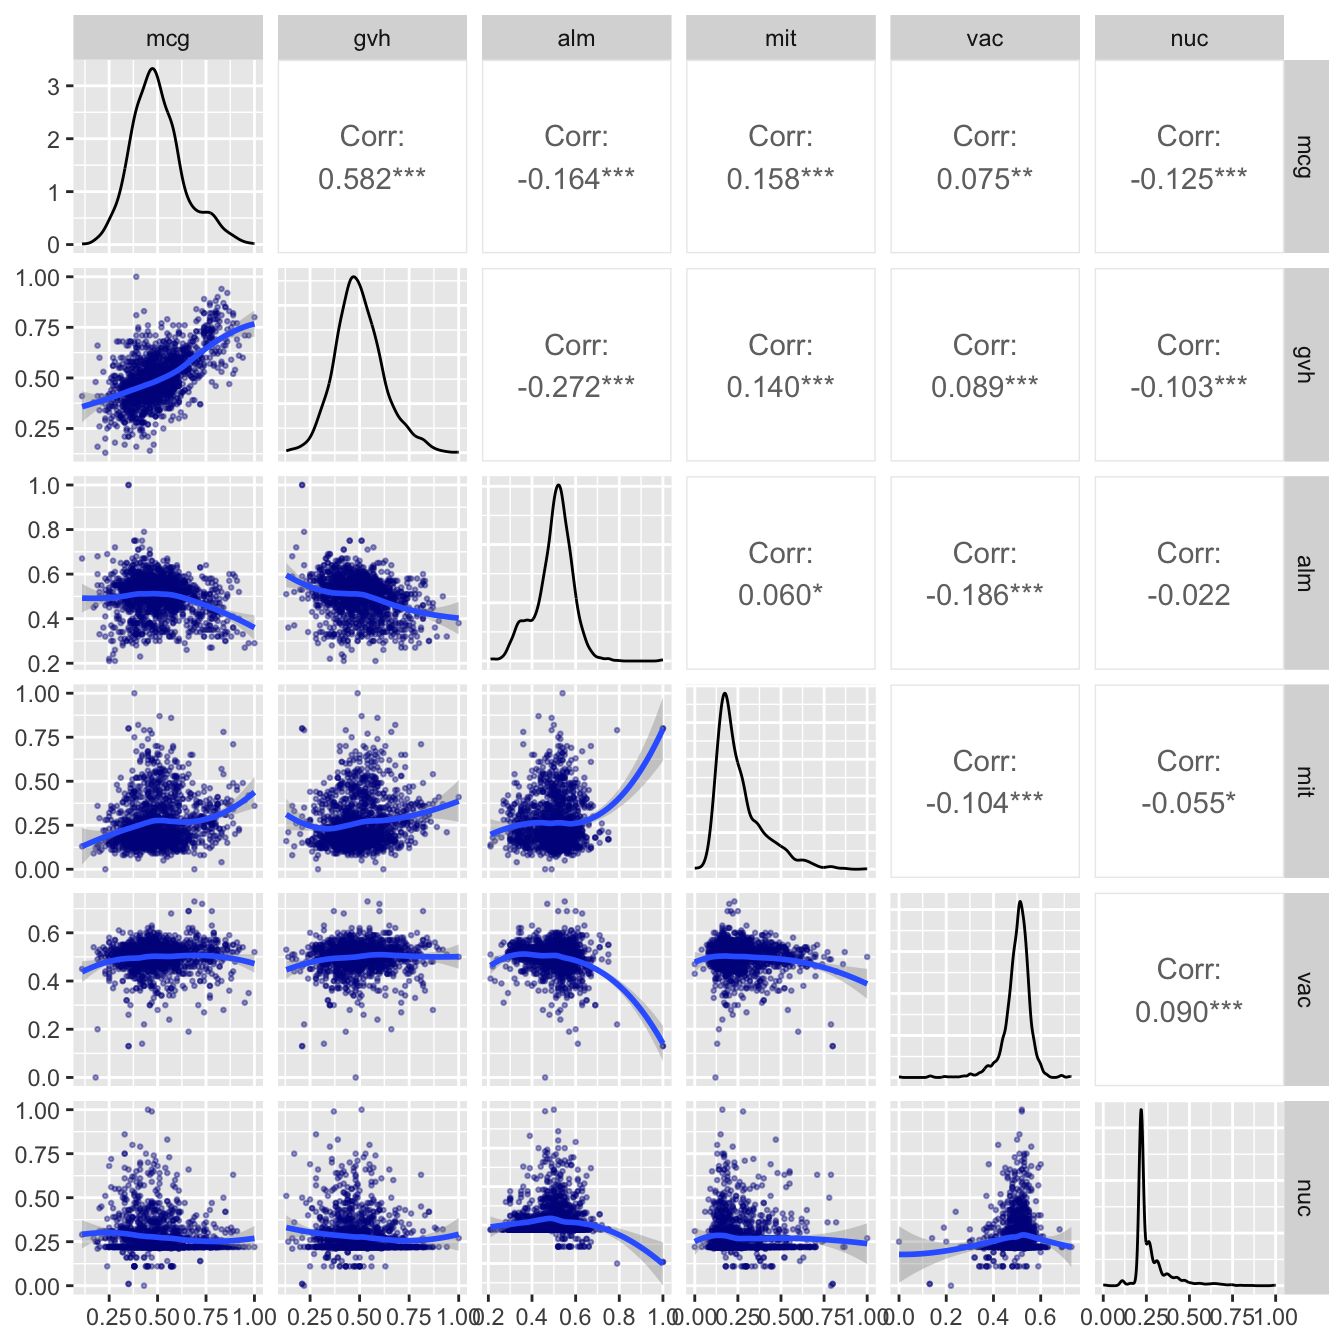 mcg gvh alm mit vac nuc
3
2
1
0
Corr:
0.582***
Corr:
-0.164***
Corr:
0.158***
Corr:
0.075**
Corr:
-0.125***
mcg
1.00
0.75
0.50
0.25
Corr:
-0.272***
Corr:
0.140***
Corr:
0.089***
Corr:
-0.103***
gvh
1.0
0.8
0.6
0.4
0.2
Corr:
0.060*
Corr:
-0.186***
Corr:
-0.022
alm
1.00
0.75
0.50
0.25
0.00
Corr:
-0.104***
Corr:
-0.055*
mit
0.6
0.4
0.2
0.0
Corr:
0.090***
vac
1.00
0.75
0.50
0.25
0.00
nuc
0.25 0.50 0.75 1.00 0.25 0.50 0.75 1.00 0.2 0.4 0.6 0.8 1.0 0.00 0.25 0.50 0.75 1.00 0.0 0.2 0.4 0.6 0.00 0.25 0.50 0.75 1.00